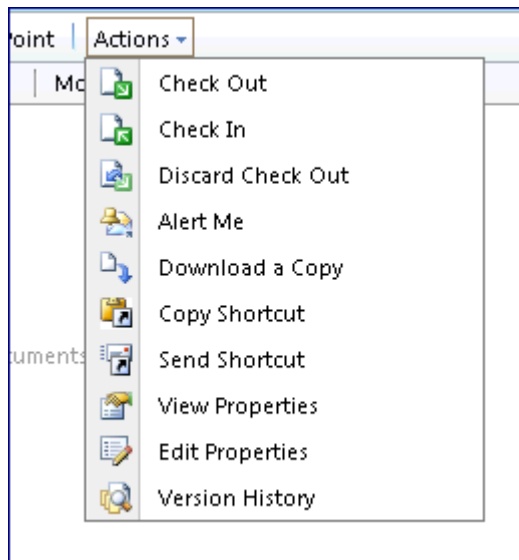 Point Actions
Mo
Check Out
Check In
Discard Check Out
Alert Me
Download a Copy
Copy Shortcut
Send Shortcut
uments
View Properties
Edit Properties
Version History